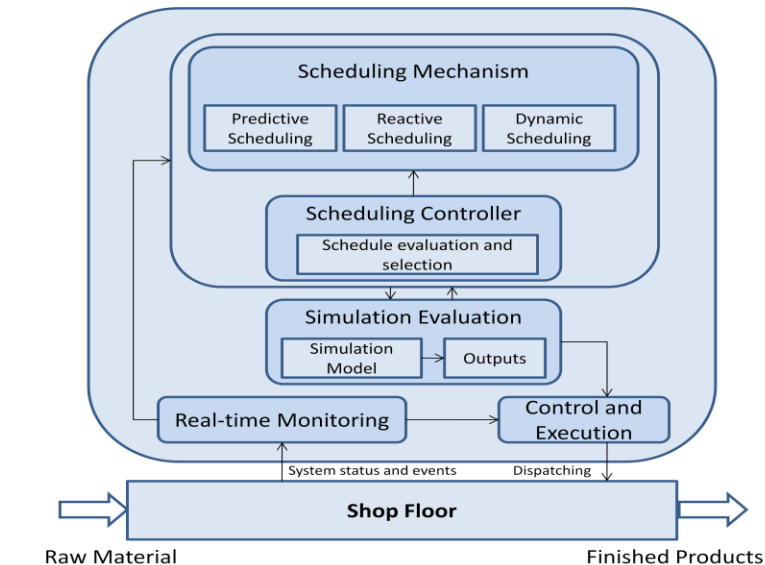 Scheduling Mechanism
Predictive
Scheduling
Reactive
Scheduling
Dynamic
Scheduling
Scheduling Controller
Schedule evaluation and
selection
Simulation Evaluation
Simulation
Model
Outputs
Real-time Monitoring
Control and
Execution
System status and events
Dispatching
Shop Floor
Raw Material
Finished Products